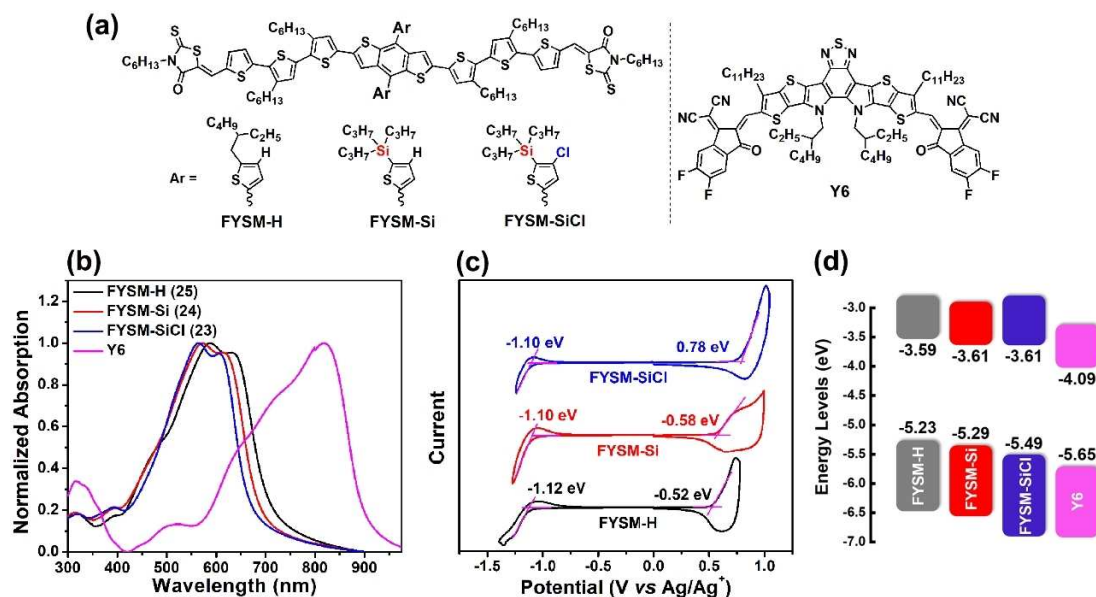 (a)
Ar
C6H13
C6H13
S
O
C6H13-N
S
S
O
S
S
S
S
S
S
S
S
N-C6H13
S
S
C6H13
Ar
C6H13
C4H9
C2H5
H
S
C3H7
C3H7
C3H7
Si
H
S
C3H7
C3H7
C3H7
Si
Cl
S
Ar =
FYSM-H
FYSM-Si
FYSM-SiCl
S
N
N
C11H23
S
S
C11H23
NC
CN
S
N
N
S
CN
CN
O
C2H5
C4H9
C2H5
C4H9
O
F
F
F
F
Y6
(b)
FYSM-H (25)
FYSM-Si (24)
FYSM-SiCl (23)
Y6
Normalized Absorption
1.2
1.0
0.8
0.6
0.4
0.2
0.0
300 400 500 600 700 800 900
Wavelength (nm)
(c)
-1.10 eV
0.78 eV
FYSM-SiCl
-1.10 eV
-0.58 eV
FYSM-Si
-1.12 eV
-0.52 eV
FYSM-H
Current
-1.5 -1.0 -0.5 0.0 0.5 1.0
Potential (V vs Ag/Ag+)
(d)
Energy Levels (eV)
-3.0
-3.5
-4.0
-4.5
-5.0
-5.5
-6.0
-6.5
-7.0
-3.59
-3.61
-3.61
-4.09
-5.23
-5.29
-5.49
-5.65
FYSM-H
FYSM-Si
FYSM-SiCl
Y6